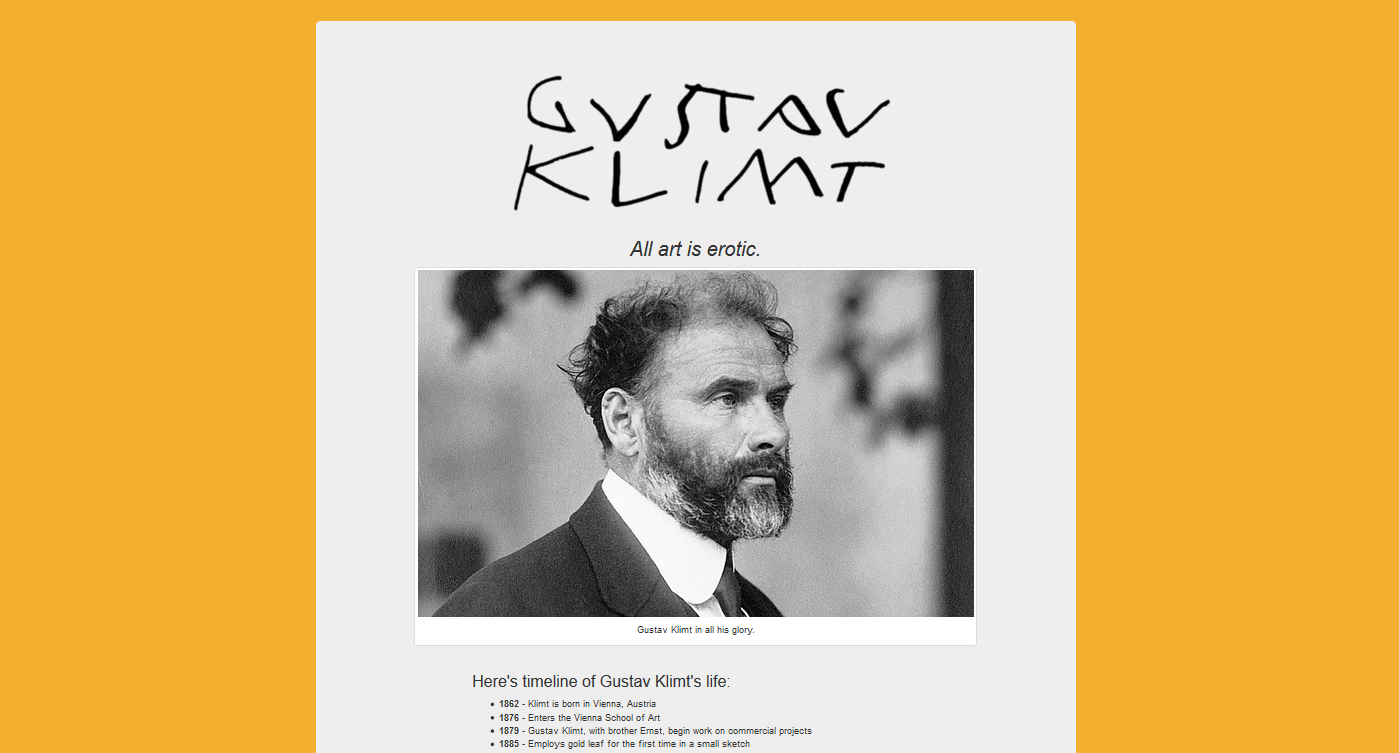 GUSTAV
KLIMT
All art is erotic.
Gustav Klimt in all his glory.
Here's timeline of Gustav Klimt's life:
• 1862 - Klimt is born in Vienna, Austria
• 1876 - Enters the Vienna School of Art
• 1879 - Gustav Klimt, with brother Ernst, begin work on commercial projects
• 1885 - Employs gold leaf for the first time in a small sketch